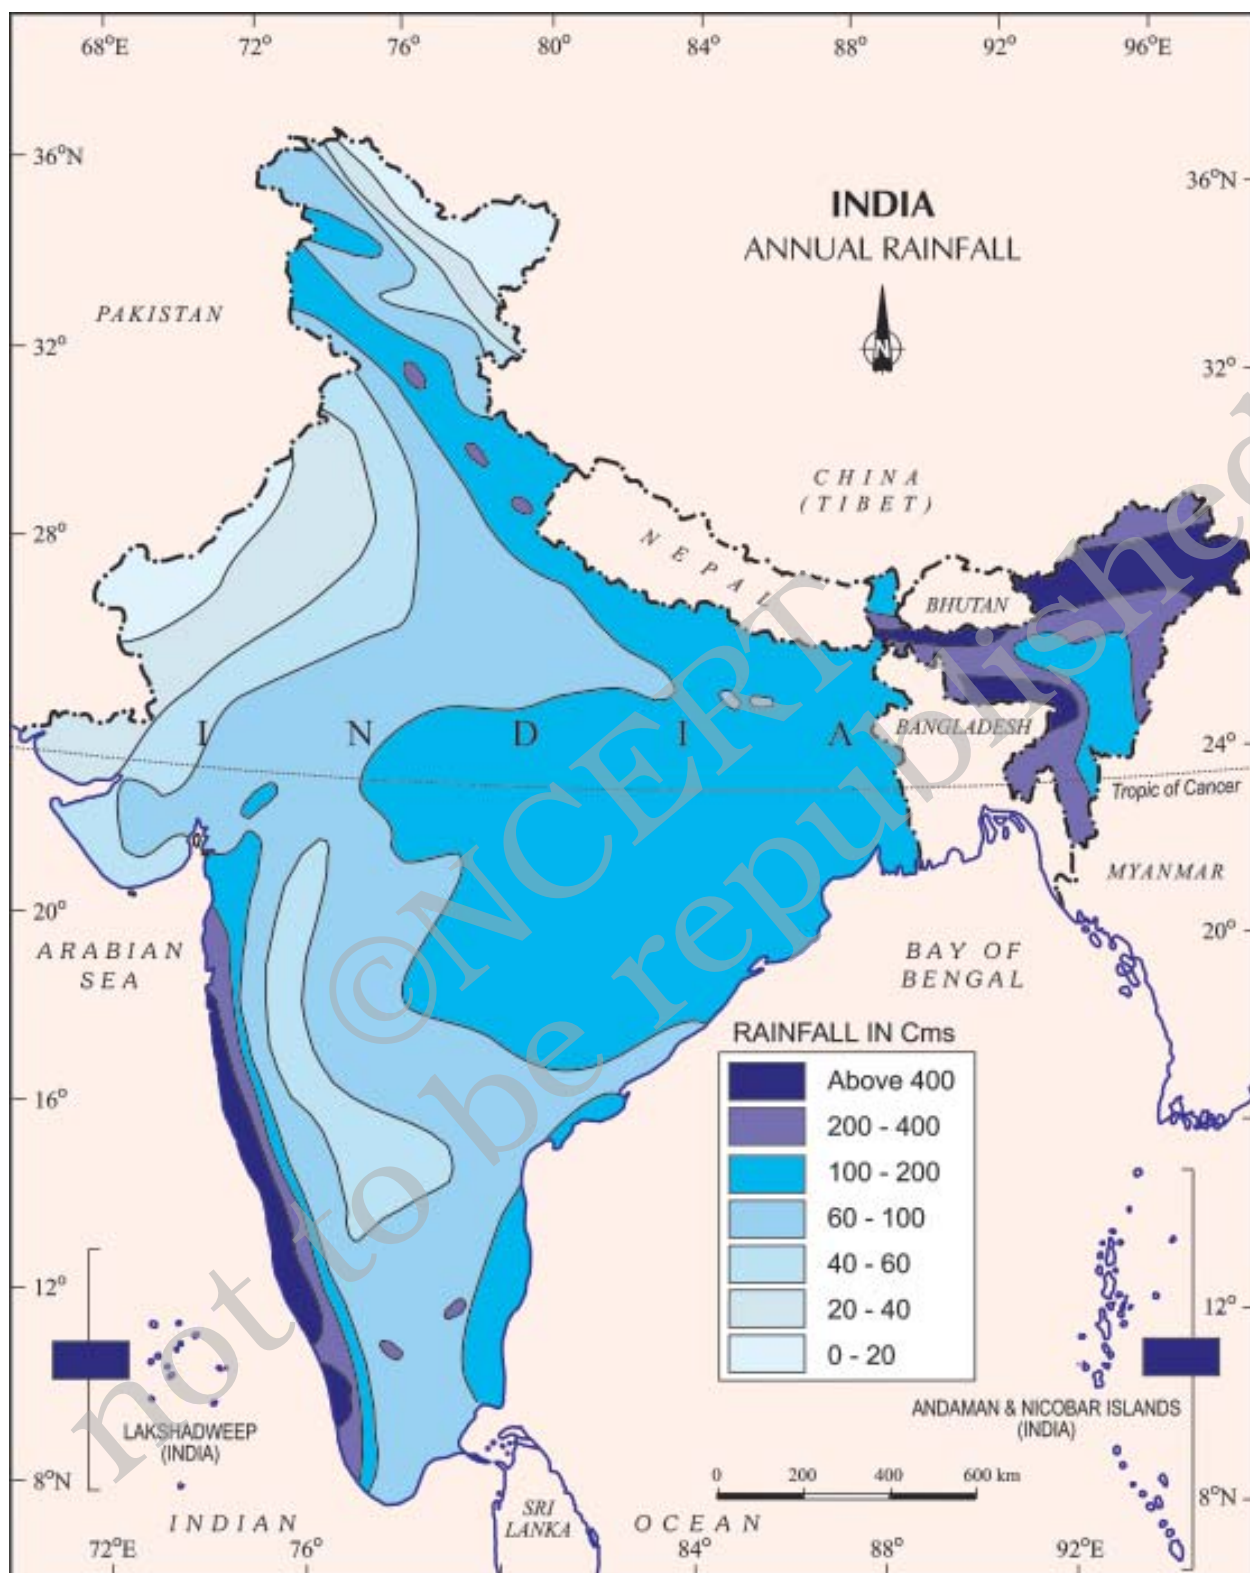 68°E 72° 76° 80° 84° 88° 92° 96°E
36°N
36°N
INDIA
ANNUAL RAINFALL
N
PAKISTAN
32°
32°
CHINA
(TIBET)
28°
NEPAL
BHUTAN
I N D I A
BANGLADESH
24°
Tropic of Cancer
MYANMAR
20°
20°
ARABIAN
SEA
BAY OF
BENGAL
RAINFALL IN Cms
Above 400
200 - 400
100 - 200
60 - 100
40 - 60
20 - 40
0 - 20
16°
12°
12°
LAKSHADWEEP
(INDIA)
ANDAMAN & NICOBAR ISLANDS
(INDIA)
0 200 400 600 km
8°N
8°N
SRI
LANKA
INDIAN OCEAN
72°E 76° 84° 88° 92°E
©NCERT
not to be republished